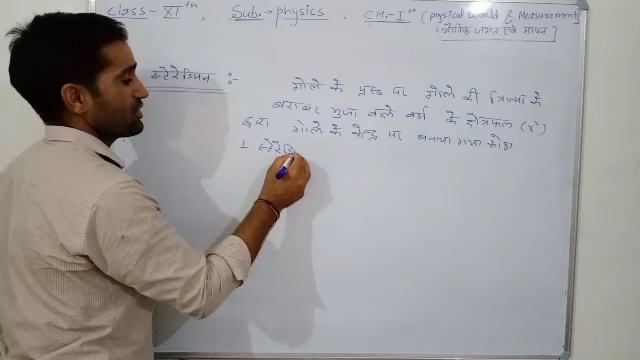 Class - XIth, Sub. → physics, CH. - Ist [physical world & Measurement]
[भौतिक जगत एवं मापन]
स्टेरेडियन :- गोले के पृष्ठ पर गोले की त्रिज्या के
बराबर भुजा वाले वर्ग के क्षेत्रफल (r²)
द्वारा गोले के केन्द्र पर बनाया गया कोण
1 स्टेरेडि